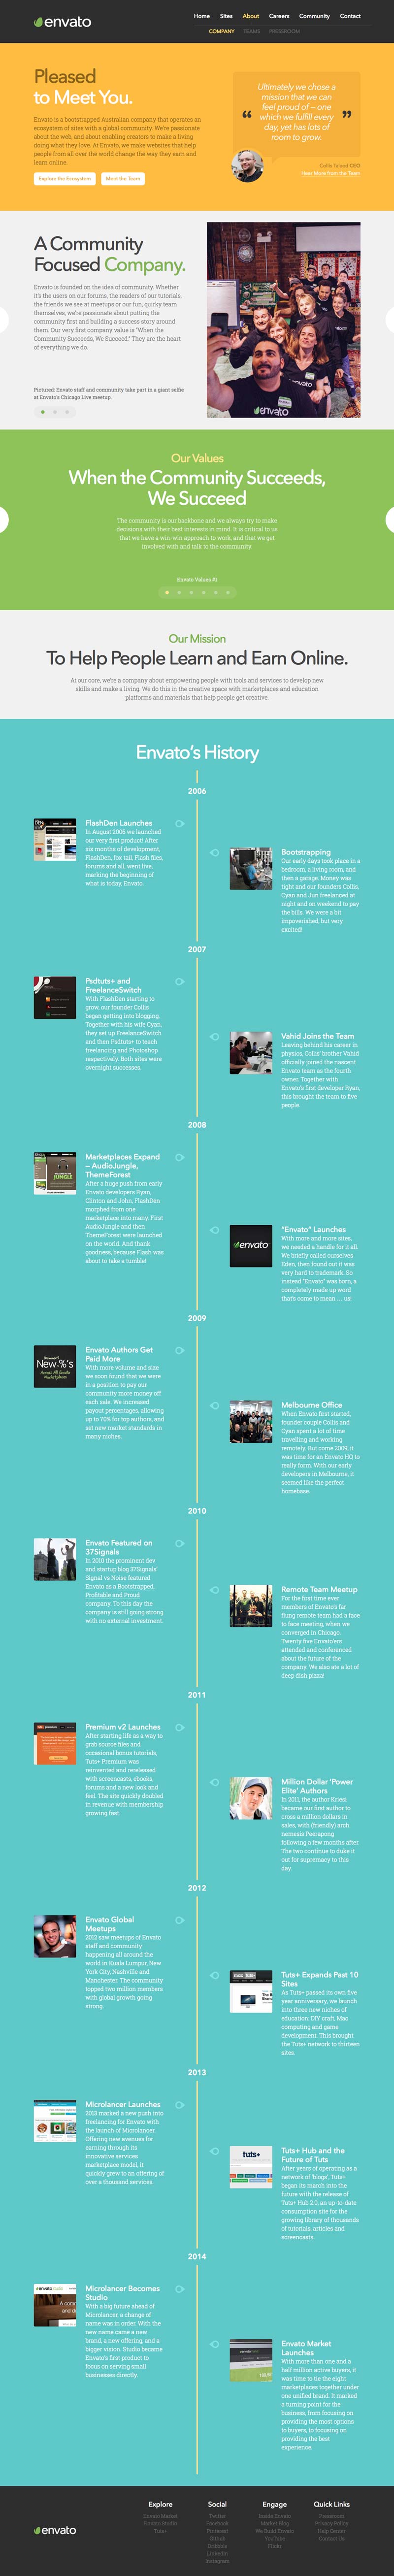 envato
Home Sites About Careers Community Contact
COMPANY TEAMS PRESSROOM
Pleased
to Meet You.
Envato is a bootstrapped Australian company that operates an
ecosystem of sites with a global community. We're passionate
about the web, and about enabling creators to make a living
doing what they love. At Envato, we make websites that help
people from all over the world change the way they earn and
learn online.
Explore the Ecosystem Meet the Team
“ Ultimately we chose a
mission that we can
feel proud of – one
which we fulfill every
day, yet has lots of
room to grow. ”
Collis Ta'eed CEO
Hear More from the Team
A Community
Focused Company.
Envato is founded on the idea of community. Whether
it's the users on our forums, the readers of our tutorials,
the friends we see at meetups or our fun, quirky team
themselves, we're passionate about putting the
community first and building a success story around
them. Our very first company value is "When the
Community Succeeds, We Succeed." They are the heart
of everything we do.
Pictured: Envato staff and community take part in a giant selfie
at Envato's Chicago Live meetup.
envato
Our Values
When the Community Succeeds,
We Succeed
The community is our backbone and we always try to make
decisions with their best interests in mind. It is critical to us
that we have a win-win approach to work, and that we get
involved with and talk to the community.
Envato Values #1
Our Mission
To Help People Learn and Earn Online.
At our core, we're a company about empowering people with tools and services to develop new
skills and make a living. We do this in the creative space with marketplaces and education
platforms and materials that help people get creative.
Envato's History
2006
FlashDen Launches
In August 2006 we launched
our very first product! After
six months of development,
FlashDen, fox tail, Flash files,
forums and all, went live,
marking the beginning of
what is today, Envato.
Bootstrapping
Our early days took place in a
bedroom, a living room, and
then a garage. Money was
tight and our founders Collis,
Cyan and Jun freelanced at
night and on weekend to pay
the bills. We were a bit
impoverished, but very
excited!
2007
Psdtuts+ and
FreelanceSwitch
With FlashDen starting to
grow, our founder Collis
began getting into blogging.
Together with his wife Cyan,
they set up FreelanceSwitch
and then Psdtuts+ to teach
freelancing and Photoshop
respectively. Both sites were
overnight successes.
Vahid Joins the Team
Leaving behind his career in
physics, Collis' brother Vahid
officially joined the nascent
Envato team as the fourth
owner. Together with
Envato's first developer Ryan,
this brought the team to five
people.
2008
Marketplaces Expand
– AudioJungle,
ThemeForest
After a huge push from early
Envato developers Ryan,
Clinton and John, FlashDen
morphed from one
marketplace into many. First
AudioJungle and then
ThemeForest were launched
on the world. And thank
goodness, because Flash was
about to take a tumble!
JUNGLE
"Envato" Launches
With more and more sites,
we needed a handle for it all.
We briefly called ourselves
Eden, then found out it was
very hard to trademark. So
instead "Envato" was born, a
completely made up word
that's come to mean ... us!
envato
2009
Envato Authors Get
Paid More
With more volume and size
we soon found that we were
in a position to pay our
community more money off
each sale. We increased
payout percentages, allowing
up to 70% for top authors, and
set new market standards in
many niches.
New %'s
Melbourne Office
When Envato first started,
founder couple Collis and
Cyan spent a lot of time
travelling and working
remotely. But come 2009, it
was time for an Envato HQ to
really form. With our early
developers in Melbourne, it
seemed like the perfect
homebase.
2010
Envato Featured on
37Signals
In 2010 the prominent dev
and startup blog 37Signals'
Signal vs Noise featured
Envato as a Bootstrapped,
Profitable and Proud
company. To this day the
company is still going strong
with no external investment.
Remote Team Meetup
For the first time ever
members of Envato's far
flung remote team had a face
to face meeting, when we
converged in Chicago.
Twenty five Envato'ers
attended and conferenced
about the future of the
company. We also ate a lot of
deep dish pizza!
2011
Premium v2 Launches
After starting life as a way to
grab source files and
occasional bonus tutorials,
Tuts+ Premium was
reinvented and rereleased
with screencasts, ebooks,
forums and a new look and
feel. The site quickly doubled
in revenue with membership
growing fast.
Million Dollar 'Power
Elite' Authors
In 2011, the author Kriesi
became our first author to
cross a million dollars in
sales, with (friendly) arch
nemesis Peerapong
following a few months after.
The two continue to duke it
out for supremacy to this
day.
2012
Envato Global
Meetups
2012 saw meetups of Envato
staff and community
happening all around the
world in Kuala Lumpur, New
York City, Nashville and
Manchester. The community
topped two million members
with global growth going
strong.
Tuts+ Expands Past 10
Sites
As Tuts+ passed its own five
year anniversary, we launch
into three new niches of
education: DIY craft, Mac
computing and game
development. This brought
the Tuts+ network to thirteen
sites.
2013
Microlancer Launches
2013 marked a new push into
freelancing for Envato with
the launch of Microlancer.
Offering new avenues for
earning through its
innovative services
marketplace model, it
quickly grew to an offering of
over a thousand services.
tuts+
Tuts+ Hub and the
Future of Tuts
After years of operating as a
network of 'blogs', Tuts+
began its march into the
future with the release of
Tuts+ Hub 2.0, an up-to-date
consumption site for the
growing library of thousands
of tutorials, articles and
screencasts.
2014
Microlancer Becomes
Studio
With a big future ahead of
Microlancer, a change of
name was in order. With the
new name came a new
brand, a new offering, and a
bigger vision. Studio became
Envato's first product to
focus on serving small
businesses directly.
Envato Market
Launches
With more than one and a
half million active buyers, it
was time to tie the eight
marketplaces together under
one unified brand. It marked
a turning point for the
business, from focusing on
providing the most options
to buyers, to focusing on
providing the best
experience.
envato
Explore Social Engage Quick Links
Envato Market Twitter Inside Envato Pressroom
Envato Studio Facebook Market Blog Privacy Policy
Tuts+ Pinterest We Build Envato Help Center
Github YouTube Contact Us
Dribbble Flickr
LinkedIn
Instagram